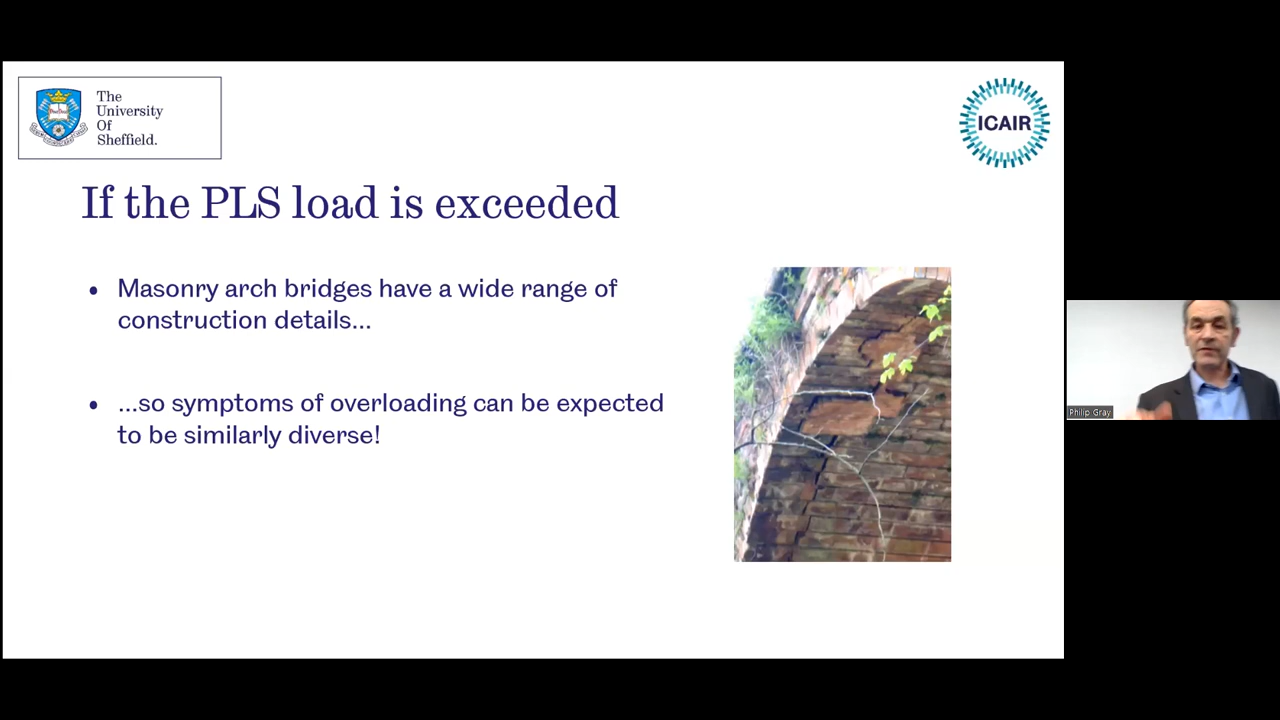 The
University
Of
Sheffield.
ICAIR
If the PLS load is exceeded
• Masonry arch bridges have a wide range of
construction details...
• ...so symptoms of overloading can be expected
to be similarly diverse!
Philip Gray